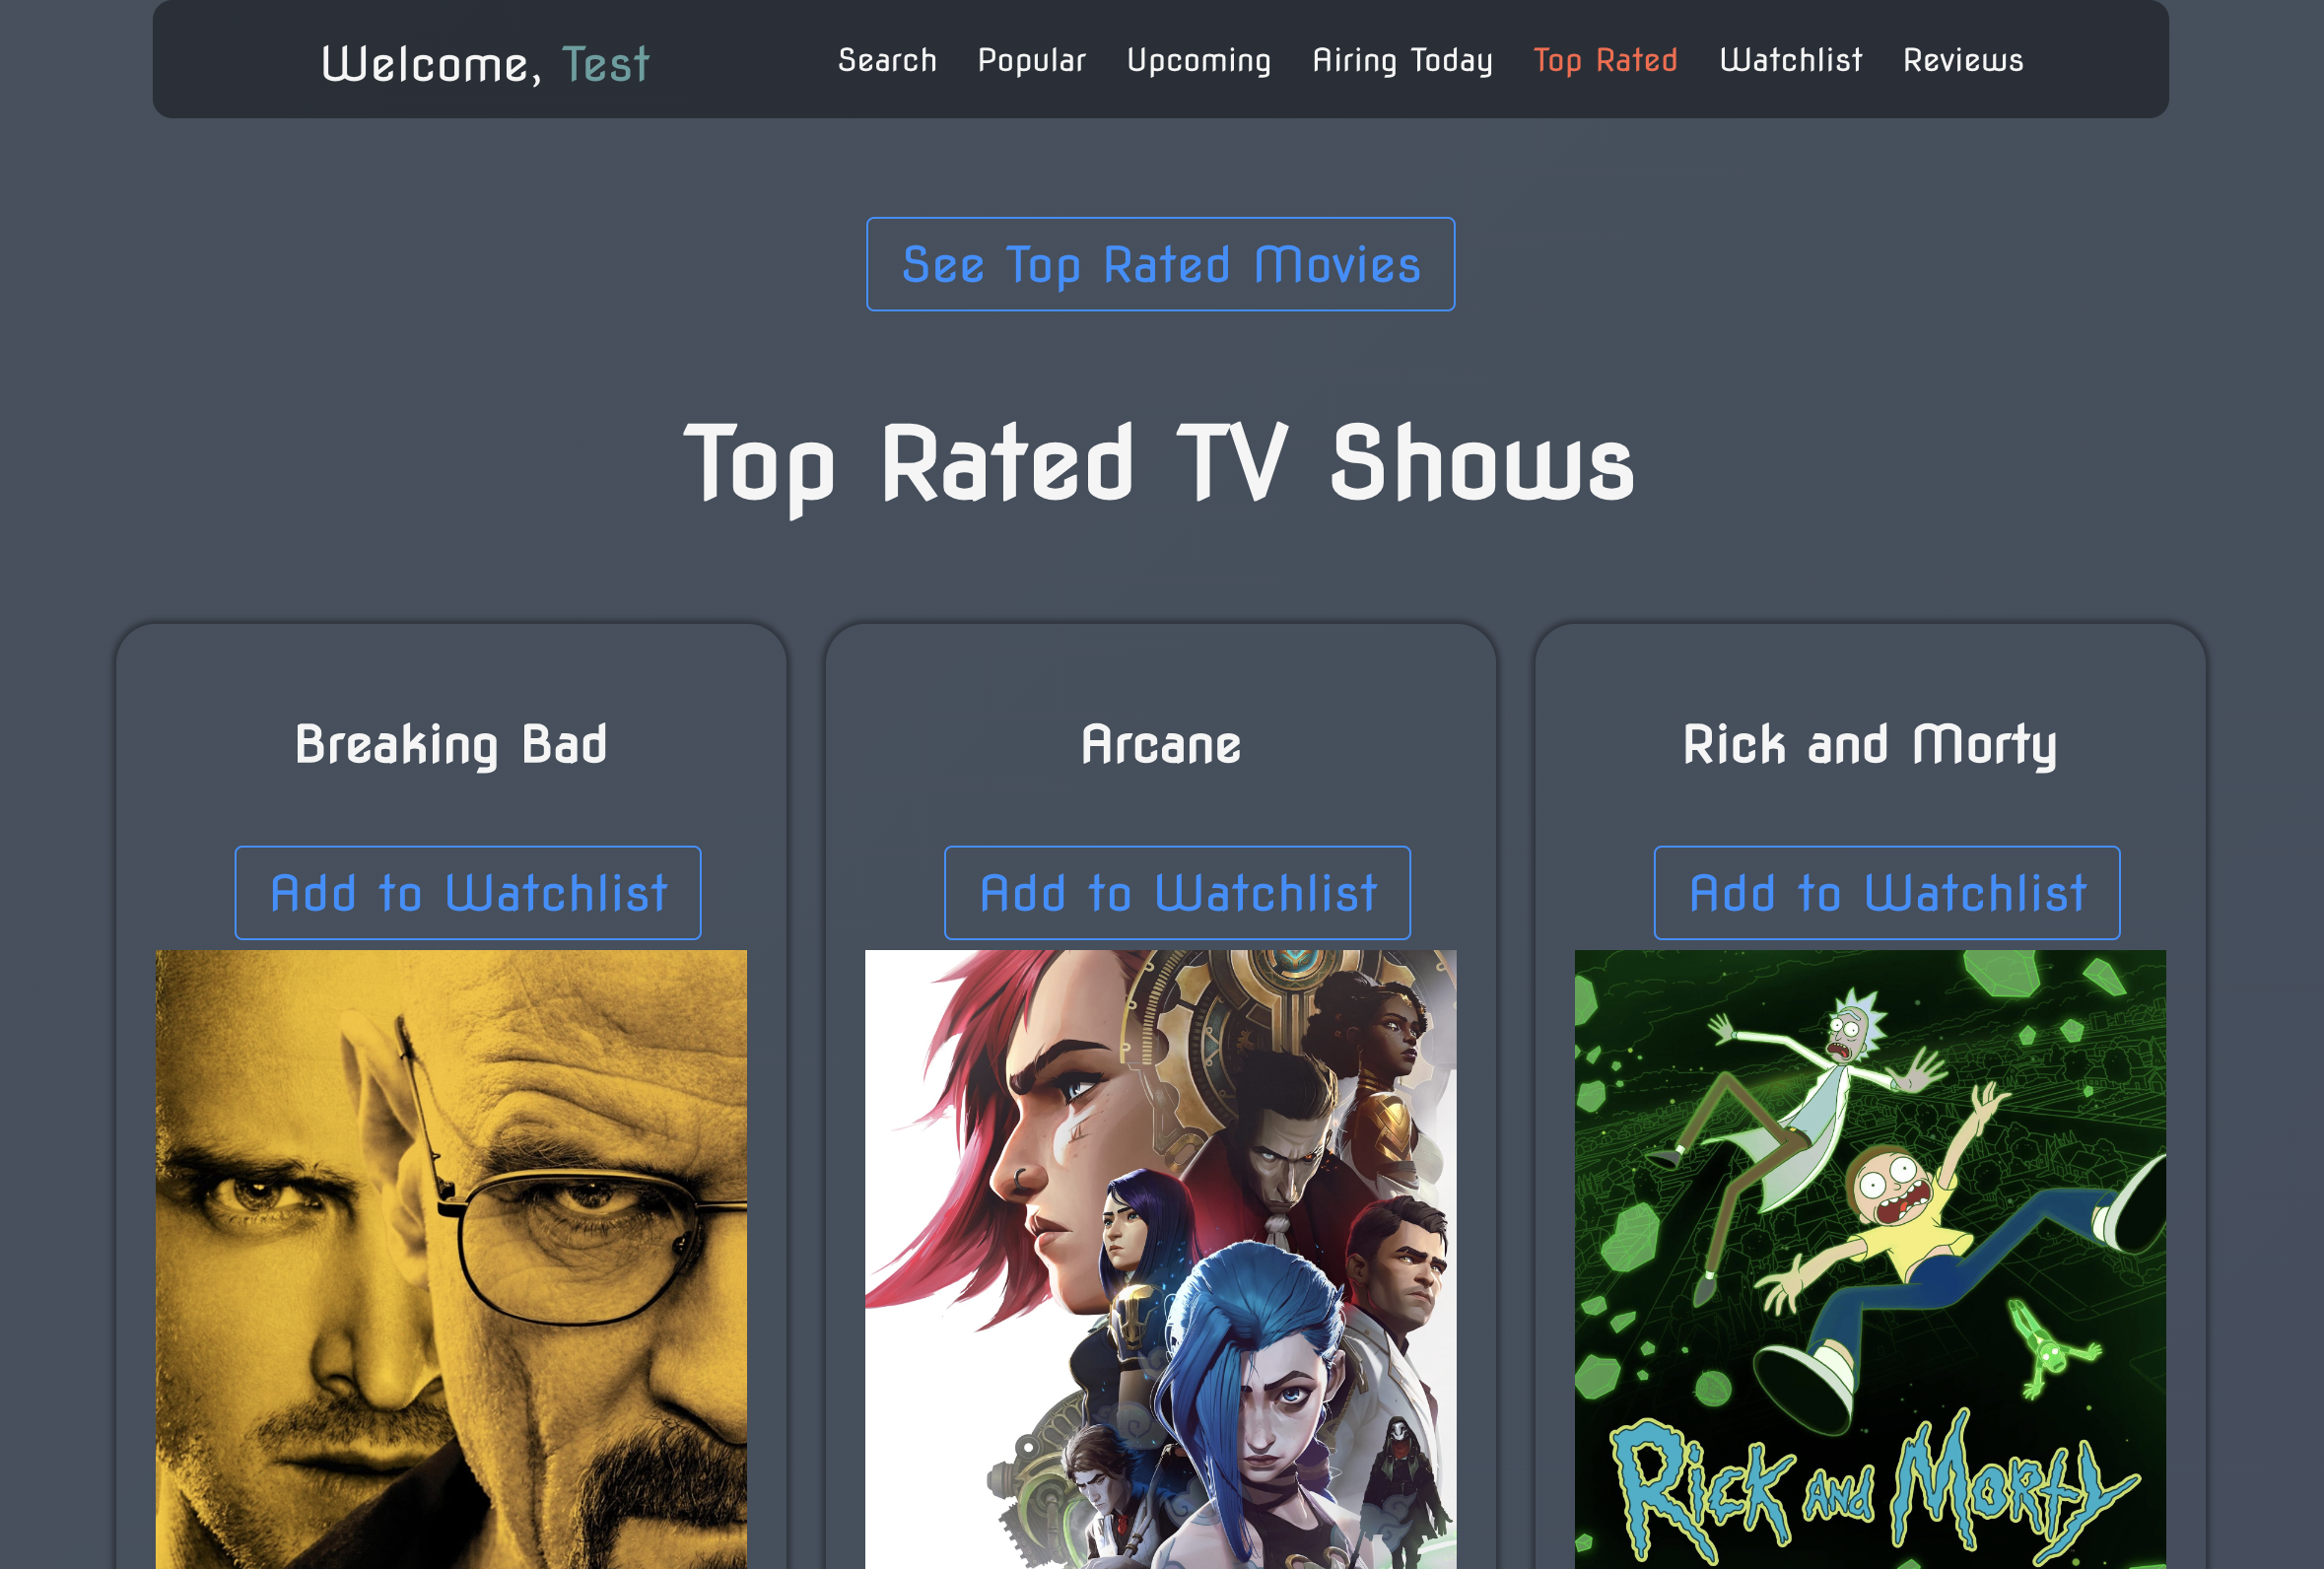 Welcome, Test
Search Popular Upcoming Airing Today Top Rated Watchlist Reviews
See Top Rated Movies
Top Rated TV Shows
Breaking Bad
Add to Watchlist
Arcane
Add to Watchlist
Rick and Morty
Add to Watchlist
Rick and Morty